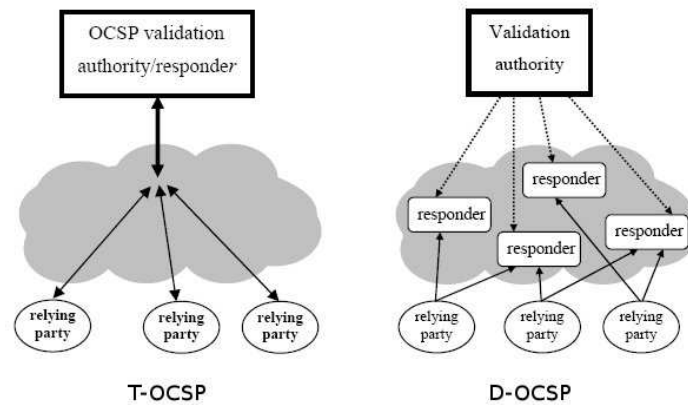 OCSP validation
authority/responder
Validation
authority
responder
responder
responder
responder
relying
party
relying
party
relying
party
relying
party
relying
party
relying
party
T-OCSP
D-OCSP